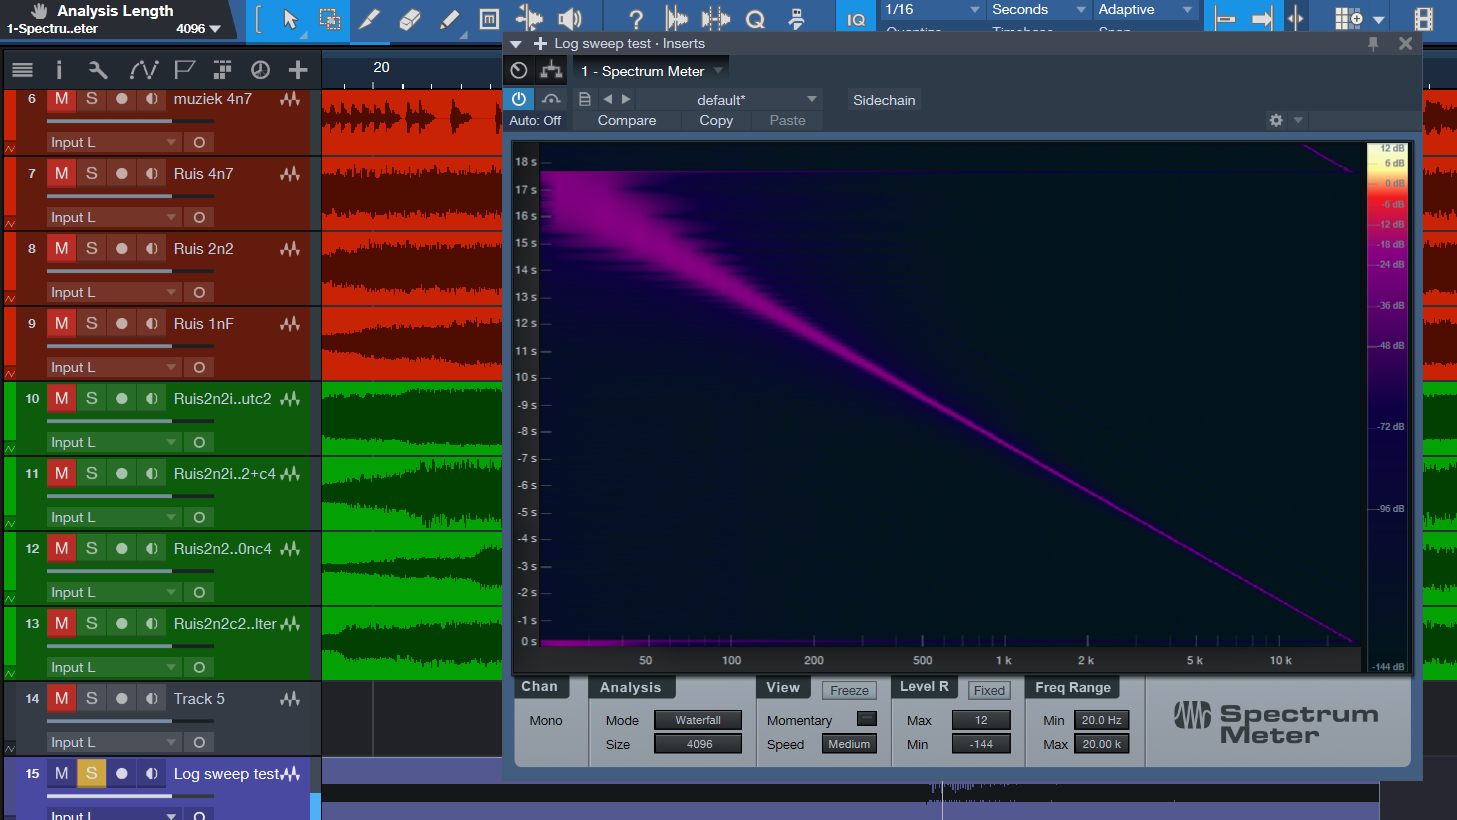 Analysis Length
1-Spectru..eter 4096
IQ
1/16 Seconds Adaptive
Quantize Timebase Snap
Log sweep test · Inserts
1 - Spectrum Meter
default* Sidechain
Auto: Off Compare Copy Paste
20
6 M S muziek 4n7
Input L
7 M S Ruis 4n7
Input L
8 M S Ruis 2n2
Input L
9 M S Ruis 1nF
Input L
10 M S Ruis2n2i..utc2
Input L
11 M S Ruis2n2i..2+c4
Input L
12 M S Ruis2n2..0nc4
Input L
13 M S Ruis2n2c2..lter
Input L
14 M S Track 5
Input L
15 M S Log sweep test
Input L
18 s
-17 s
16 s
-15 s
-14 s
-13 s
12 s
11 s
10 s
-9 s
-8 s
-7 s
-6 s
-5 s
-4 s
-3 s
-2 s
-1 s
0 s
50 100 200 500 1 k 2 k 5 k 10 k
12 dB
6 dB
0 dB
-6 dB
-12 dB
-18 dB
-24 dB
-36 dB
-48 dB
-72 dB
-96 dB
-144 dB
Chan Analysis View Freeze Level R Fixed Freq Range
Mono Mode Waterfall Momentary Max 12 Min 20.0 Hz
Size 4096 Speed Medium Min -144 Max 20.00 k
Spectrum
Meter